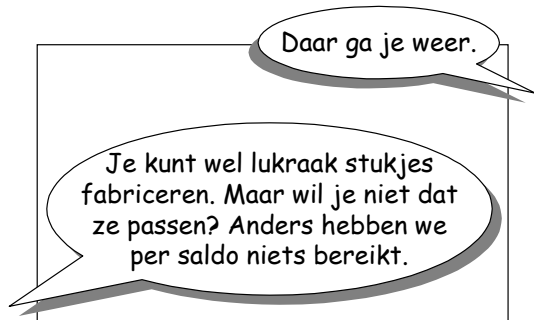 Daar ga je weer.
Je kunt wel lukraak stukjes
fabriceren. Maar wil je niet dat
ze passen? Anders hebben we
per saldo niets bereikt.